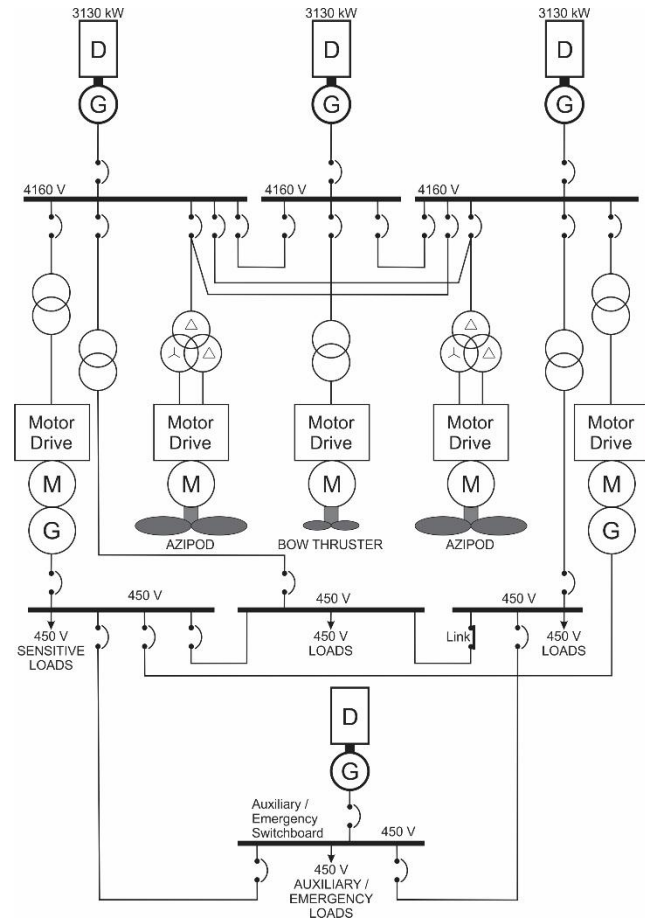 3130 kW
3130 kW
3130 kW
D
D
D
G
G
G
4160 V
4160 V
4160 V
Motor
Drive
Motor
Drive
Motor
Drive
Motor
Drive
Motor
Drive
M
M
M
M
M
G
G
AZIPOD
BOW THRUSTER
AZIPOD
450 V
450 V
450 V
450 V
SENSITIVE
LOADS
450 V
LOADS
Link
450 V
LOADS
D
G
Auxiliary /
Emergency
Switchboard
450 V
450 V
AUXILIARY /
EMERGENCY
LOADS